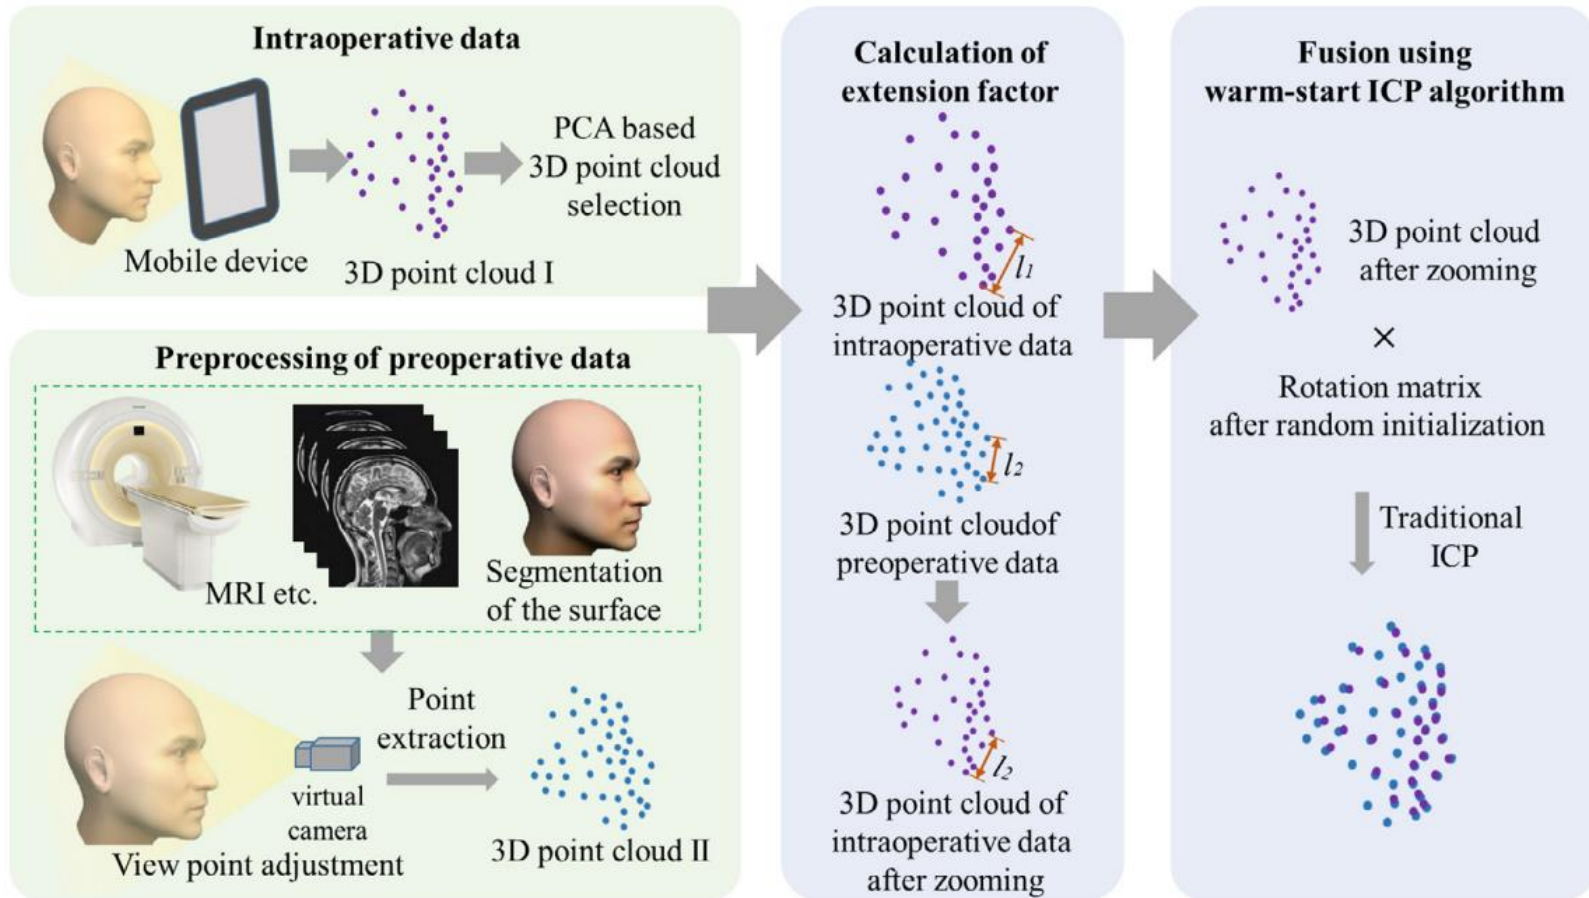 Intraoperative data
Mobile device
3D point cloud I
PCA based
3D point cloud
selection
Preprocessing of preoperative data
MRI etc.
Segmentation
of the surface
Point
extraction
virtual
camera
View point adjustment
3D point cloud II
Calculation of
extension factor
l1
3D point cloud of
intraoperative data
l2
3D point cloudof
preoperative data
l2
3D point cloud of
intraoperative data
after zooming
Fusion using
warm-start ICP algorithm
3D point cloud
after zooming
×
Rotation matrix
after random initialization
Traditional
ICP